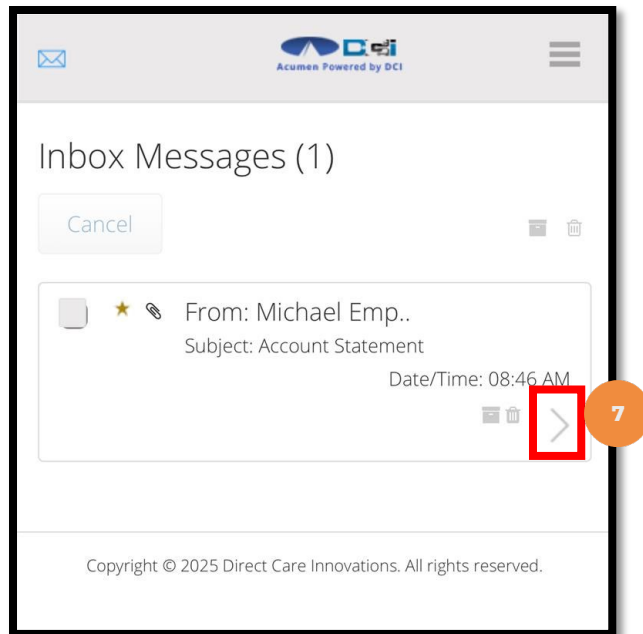 DCI
Acumen Powered by DCI
Inbox Messages (1)
Cancel
From: Michael Emp..
Subject: Account Statement
Date/Time: 08:46 AM
7
Copyright © 2025 Direct Care Innovations. All rights reserved.